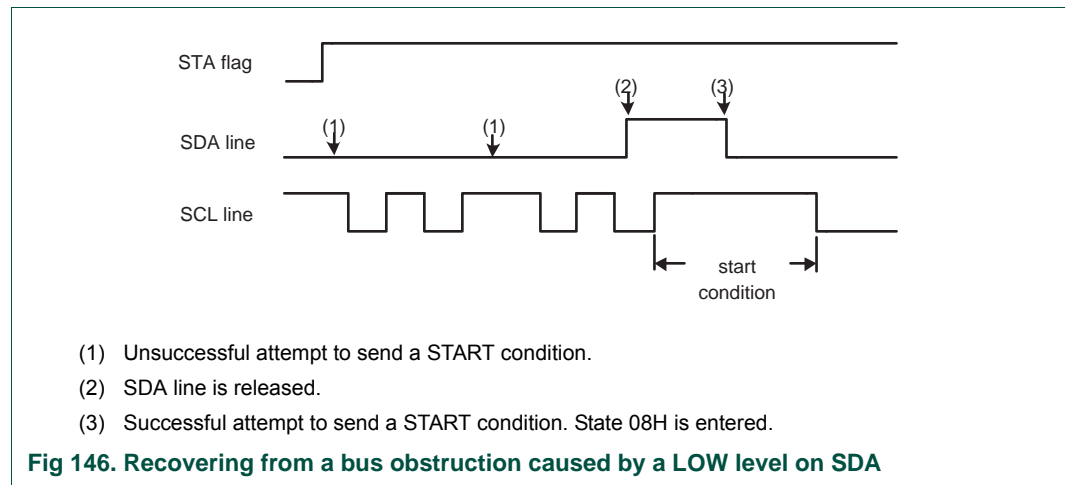 STA flag
(2) (3)
(1) (1)
SDA line
SCL line
start
condition
(1) Unsuccessful attempt to send a START condition.
(2) SDA line is released.
(3) Successful attempt to send a START condition. State 08H is entered.
Fig 146. Recovering from a bus obstruction caused by a LOW level on SDA